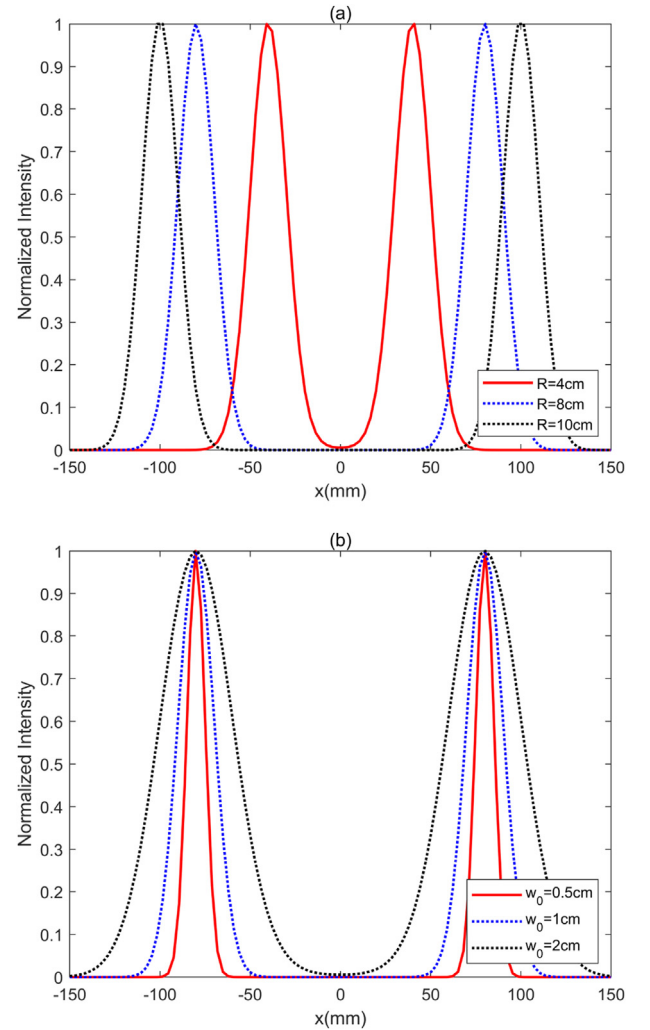 (a)
1
0.9
0.8
0.7
0.6
0.5
0.4
0.3
0.2
0.1
0
Normalized Intensity
R=4cm
R=8cm
R=10cm
-150 -100 -50 0 50 100 150
x(mm)
(b)
1
0.9
0.8
0.7
0.6
0.5
0.4
0.3
0.2
0.1
0
Normalized Intensity
w0=0.5cm
w0=1cm
w0=2cm
-150 -100 -50 0 50 100 150
x(mm)